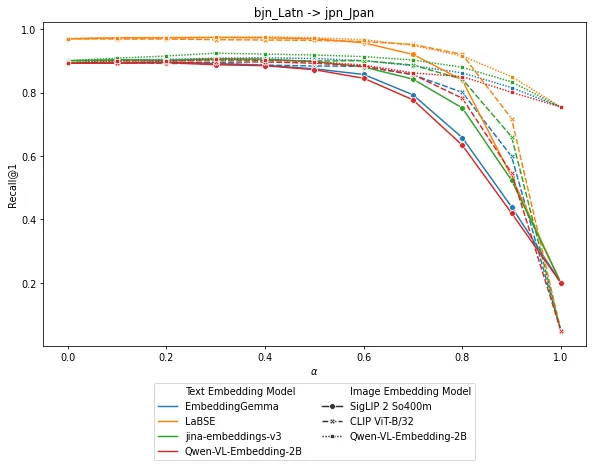 bjn_Latn -> jpn_Jpan
Recall@1
1.0
0.8
0.6
0.4
0.2
0.0 0.2 0.4 0.6 0.8 1.0
α
Text Embedding Model Image Embedding Model
EmbeddingGemma SigLIP 2 So400m
LaBSE CLIP ViT-B/32
jina-embeddings-v3 Qwen-VL-Embedding-2B
Qwen-VL-Embedding-2B